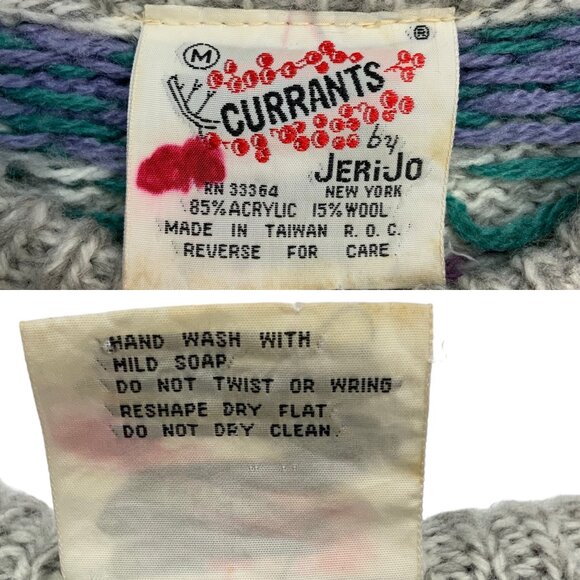 M ®
CURRANTS
by
JERiJO
RN 33364 NEW YORK
85% ACRYLIC 15% WOOL
MADE IN TAIWAN R.O.C.
REVERSE FOR CARE
HAND WASH WITH
MILD SOAP
DO NOT TWIST OR WRING
RESHAPE DRY FLAT
DO NOT DRY CLEAN